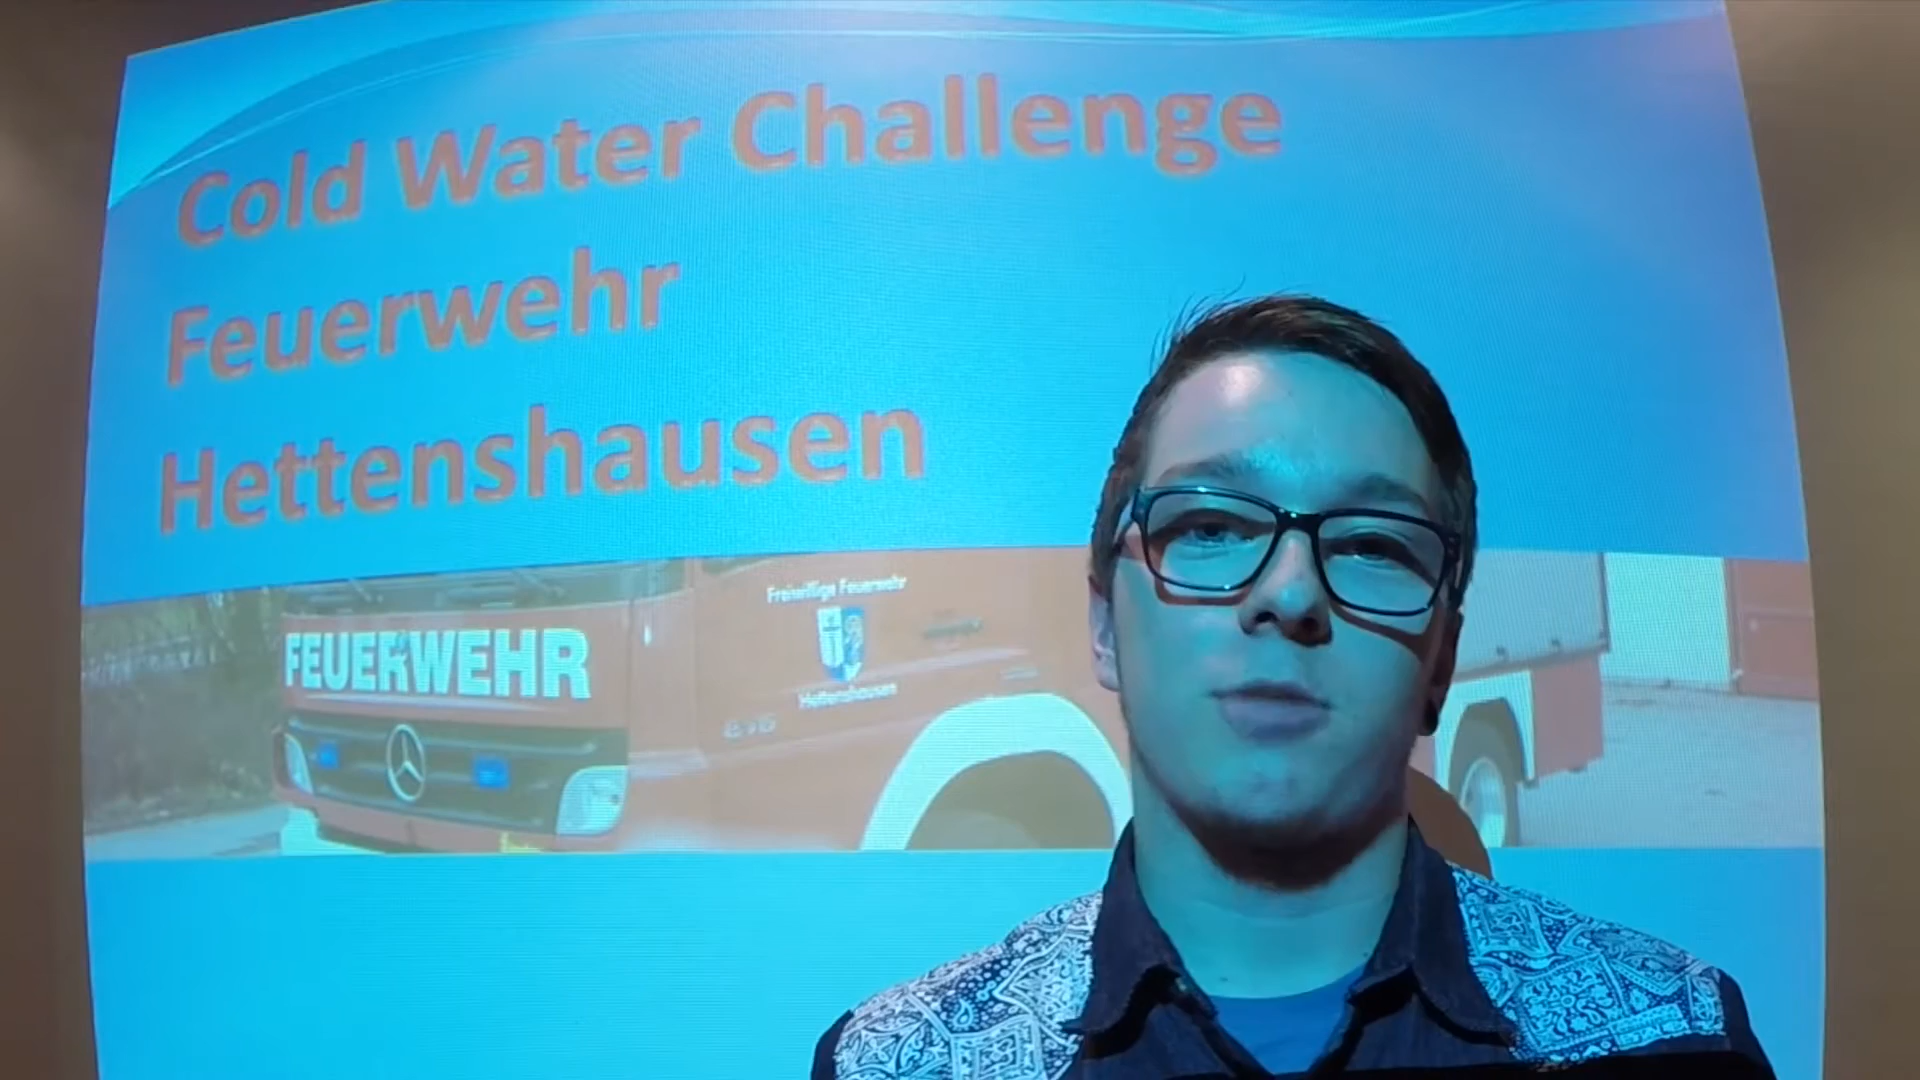 Cold Water Challenge
Feuerwehr
Hettenshausen
Freiwillige Feuerwehr
FEUERWEHR
Hettenshausen